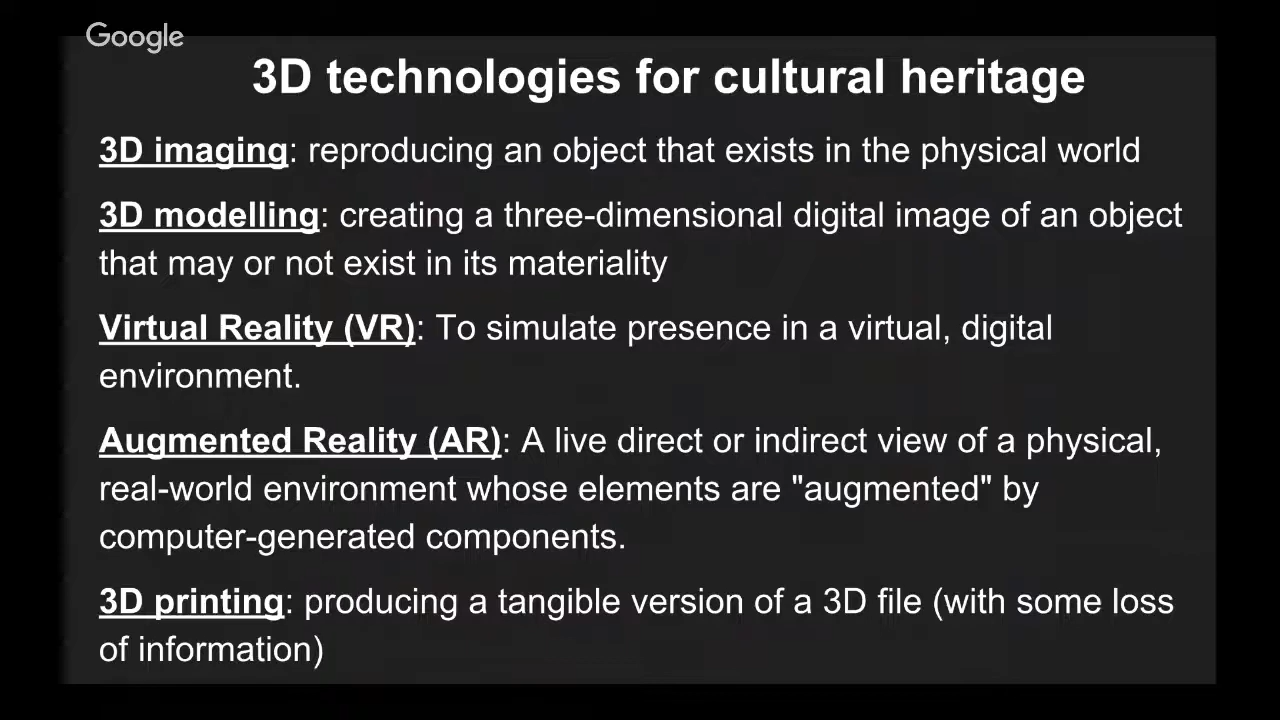 Google
3D technologies for cultural heritage
3D imaging: reproducing an object that exists in the physical world
3D modelling: creating a three-dimensional digital image of an object
that may or not exist in its materiality
Virtual Reality (VR): To simulate presence in a virtual, digital
environment.
Augmented Reality (AR): A live direct or indirect view of a physical,
real-world environment whose elements are "augmented" by
computer-generated components.
3D printing: producing a tangible version of a 3D file (with some loss
of information)